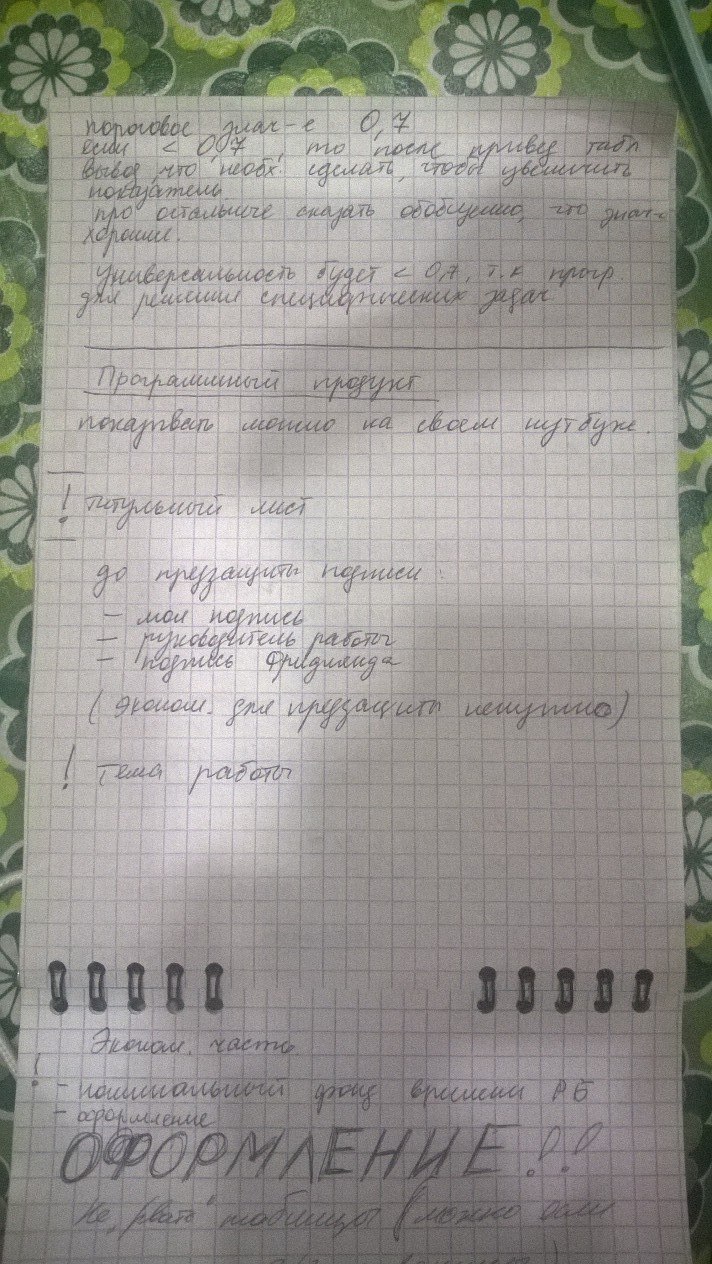 пороговое знач-е 0,7
если < 0,7, то после привед табл
вывод что необх. сделать, чтобы увеличить
показатель
про остальные сказать обобщенно, что знач-
хорошие.
Универсальность будет < 0,7, т.к прогр.
для решения специфических задач
Программный продукт
показывать можно на своем нутбуке.
! титульный лист
до предзащиты подписи:
- моя подпись
- руководитель работы
- подпись Фридлянда
(Эконом. для предзащиты ненужно)
! Тема работы
Эконом. часть
! - номинальный фонд времени РБ
- оформление
ОФОРМЛЕНИЕ!!
Не "рвать" таблицы (можно если